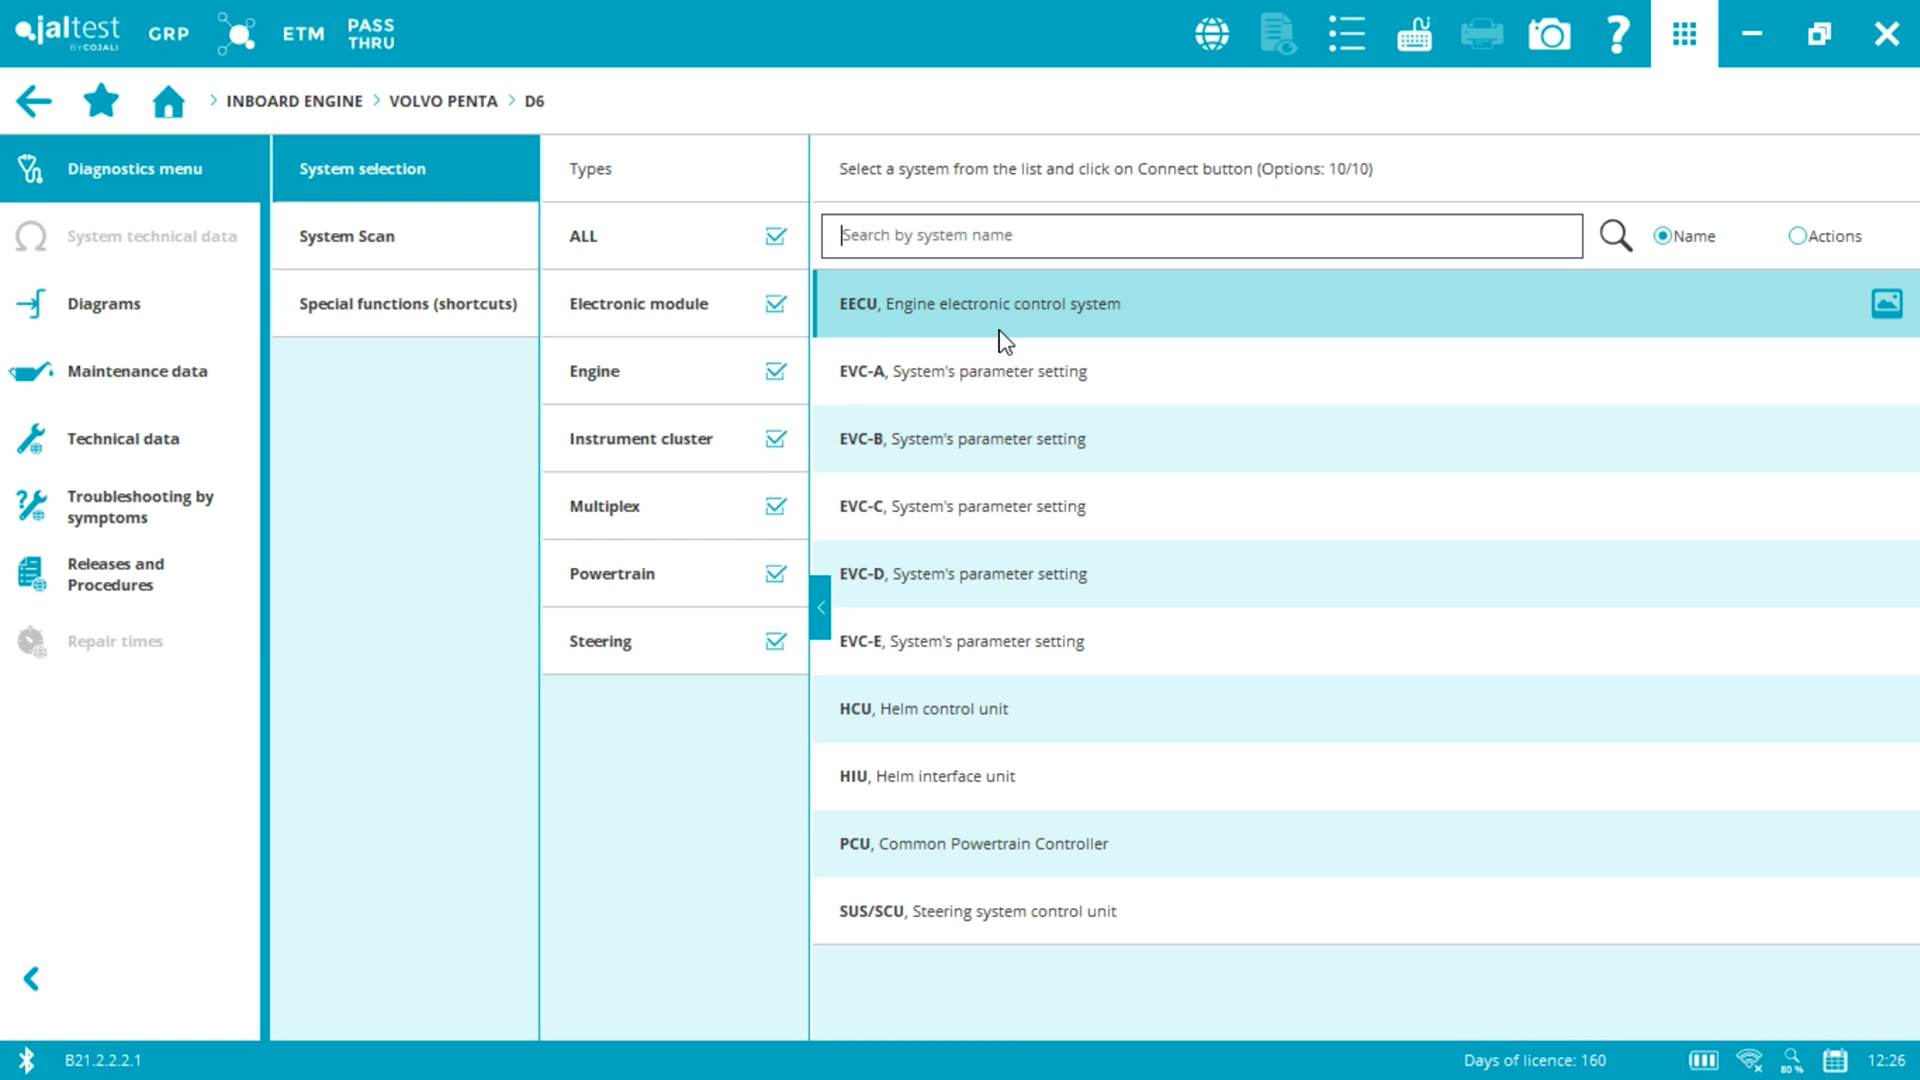 jaltest
BY COJALI
GRP
ETM
PASS
THRU
?
> INBOARD ENGINE > VOLVO PENTA > D6
Diagnostics menu
System technical data
Diagrams
Maintenance data
Technical data
Troubleshooting by
symptoms
Releases and
Procedures
Repair times
System selection
System Scan
Special functions (shortcuts)
Types
ALL
Electronic module
Engine
Instrument cluster
Multiplex
Powertrain
Steering
Select a system from the list and click on Connect button (Options: 10/10)
Search by system name
Name
Actions
EECU, Engine electronic control system
EVC-A, System's parameter setting
EVC-B, System's parameter setting
EVC-C, System's parameter setting
EVC-D, System's parameter setting
EVC-E, System's parameter setting
HCU, Helm control unit
HIU, Helm interface unit
PCU, Common Powertrain Controller
SUS/SCU, Steering system control unit
B21.2.2.2.1
Days of licence: 160
80 %
12:26